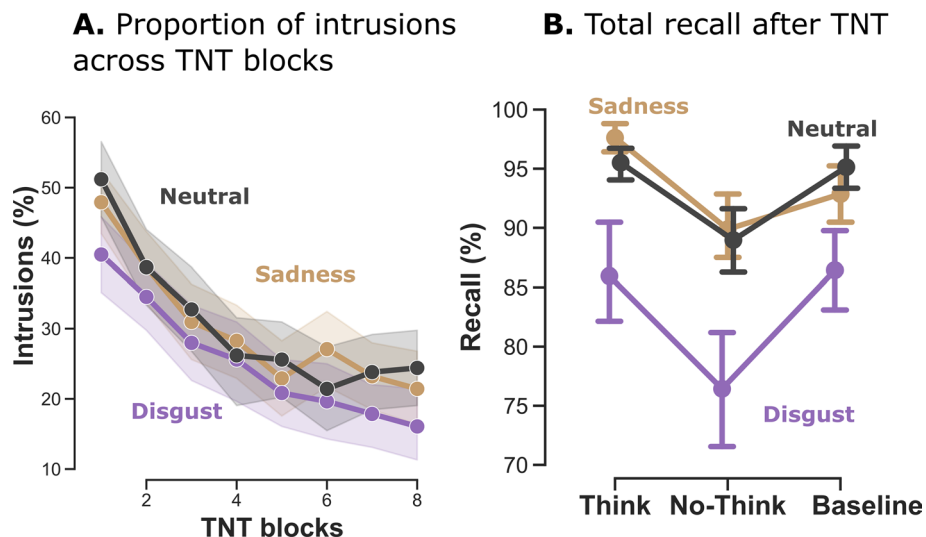 A. Proportion of intrusions
across TNT blocks
60
50
40
30
20
10
Intrusions (%)
Neutral
Sadness
Disgust
2 4 6 8
TNT blocks
B. Total recall after TNT
100
95
90
85
80
75
70
Recall (%)
Sadness
Neutral
Disgust
Think No-Think Baseline